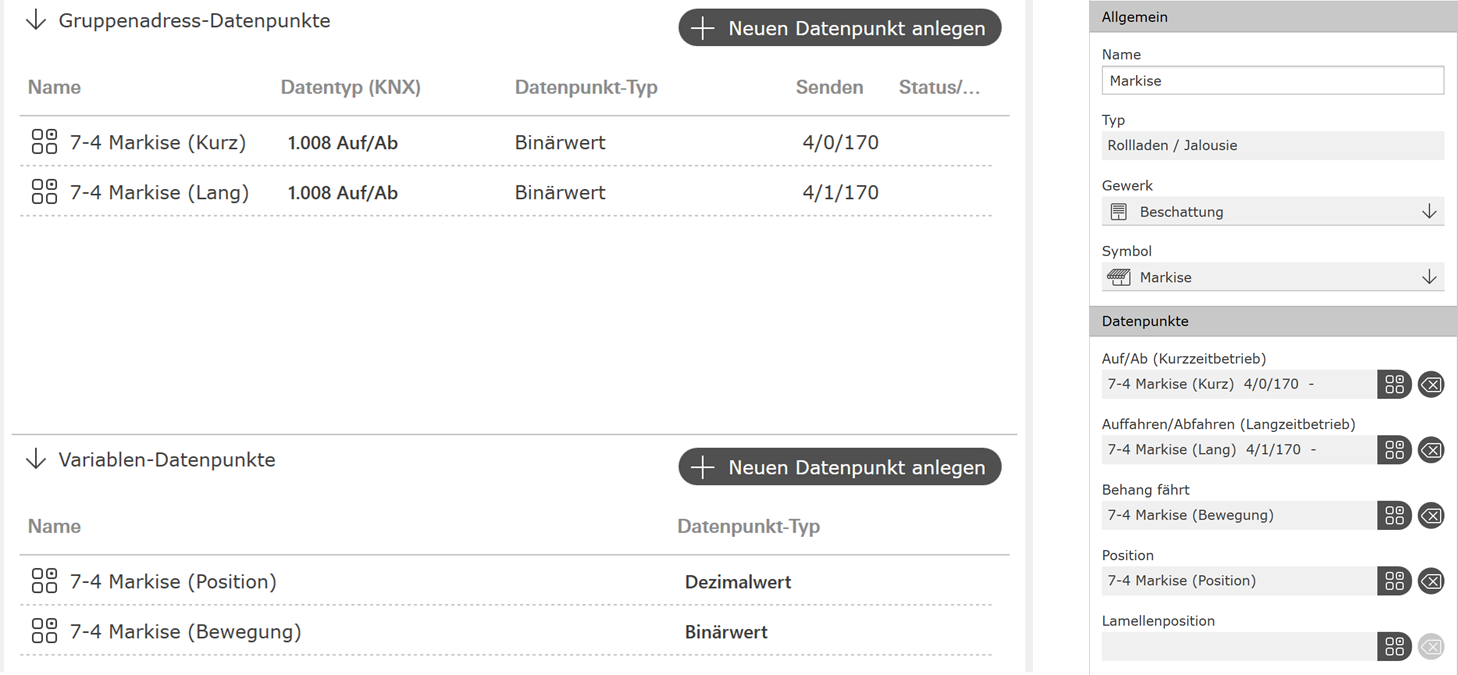 Gruppenadress-Datenpunkte
Neuen Datenpunkt anlegen
Name Datentyp (KNX) Datenpunkt-Typ Senden Status/...
7-4 Markise (Kurz) 1.008 Auf/Ab Binärwert 4/0/170
7-4 Markise (Lang) 1.008 Auf/Ab Binärwert 4/1/170
Variablen-Datenpunkte
Neuen Datenpunkt anlegen
Name Datenpunkt-Typ
7-4 Markise (Position) Dezimalwert
7-4 Markise (Bewegung) Binärwert
Allgemein
Name
Markise
Typ
Rollladen / Jalousie
Gewerk
Beschattung
Symbol
Markise
Datenpunkte
Auf/Ab (Kurzzeitbetrieb)
7-4 Markise (Kurz) 4/0/170 -
Auffahren/Abfahren (Langzeitbetrieb)
7-4 Markise (Lang) 4/1/170 -
Behang fährt
7-4 Markise (Bewegung)
Position
7-4 Markise (Position)
Lamellenposition